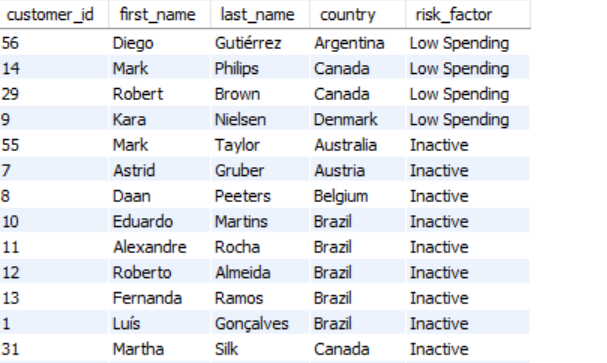 customer_id first_name last_name country risk_factor
56 Diego Gutiérrez Argentina Low Spending
14 Mark Philips Canada Low Spending
29 Robert Brown Canada Low Spending
9 Kara Nielsen Denmark Low Spending
55 Mark Taylor Australia Inactive
7 Astrid Gruber Austria Inactive
8 Daan Peeters Belgium Inactive
10 Eduardo Martins Brazil Inactive
11 Alexandre Rocha Brazil Inactive
12 Roberto Almeida Brazil Inactive
13 Fernanda Ramos Brazil Inactive
1 Luís Gonçalves Brazil Inactive
31 Martha Silk Canada Inactive